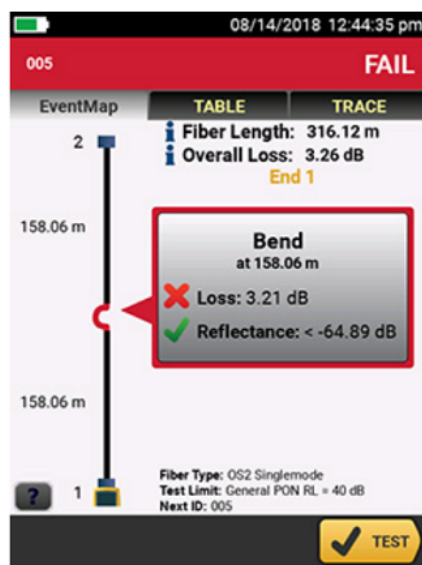 08/14/2018 12:44:35 pm
005 FAIL
EventMap TABLE TRACE
2
Fiber Length: 316.12 m
Overall Loss: 3.26 dB
End 1
158.06 m
Bend
at 158.06 m
Loss: 3.21 dB
Reflectance: < -64.89 dB
158.06 m
Fiber Type: OS2 Singlemode
Test Limit: General PON RL = 40 dB
Next ID: 005
? 1
TEST